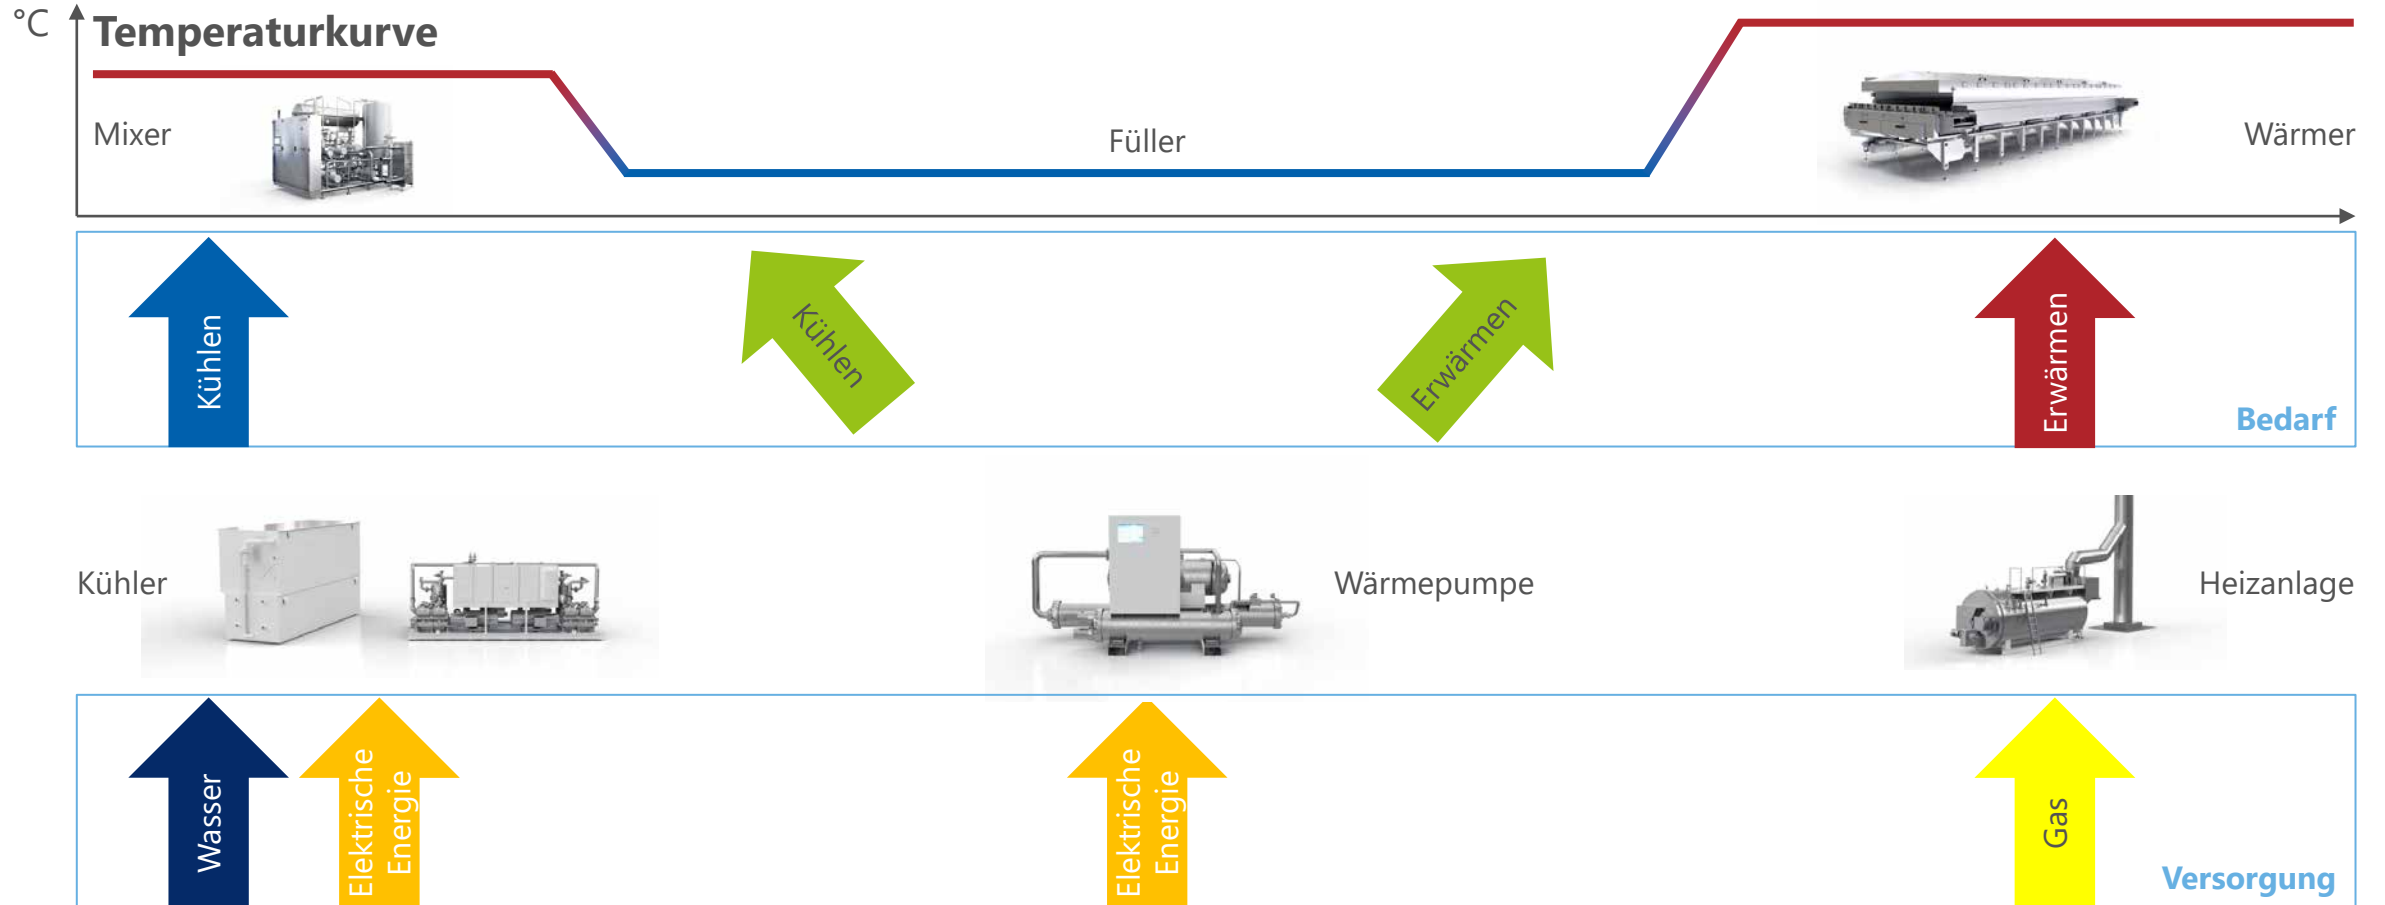 °C
Temperaturkurve
Mixer
Füller
Wärmer
Kühlen
Kühlen
Erwärmen
Erwärmen
Bedarf
Kühler
Wärmepumpe
Heizanlage
Wasser
Elektrische
Energie
Elektrische
Energie
Gas
Versorgung